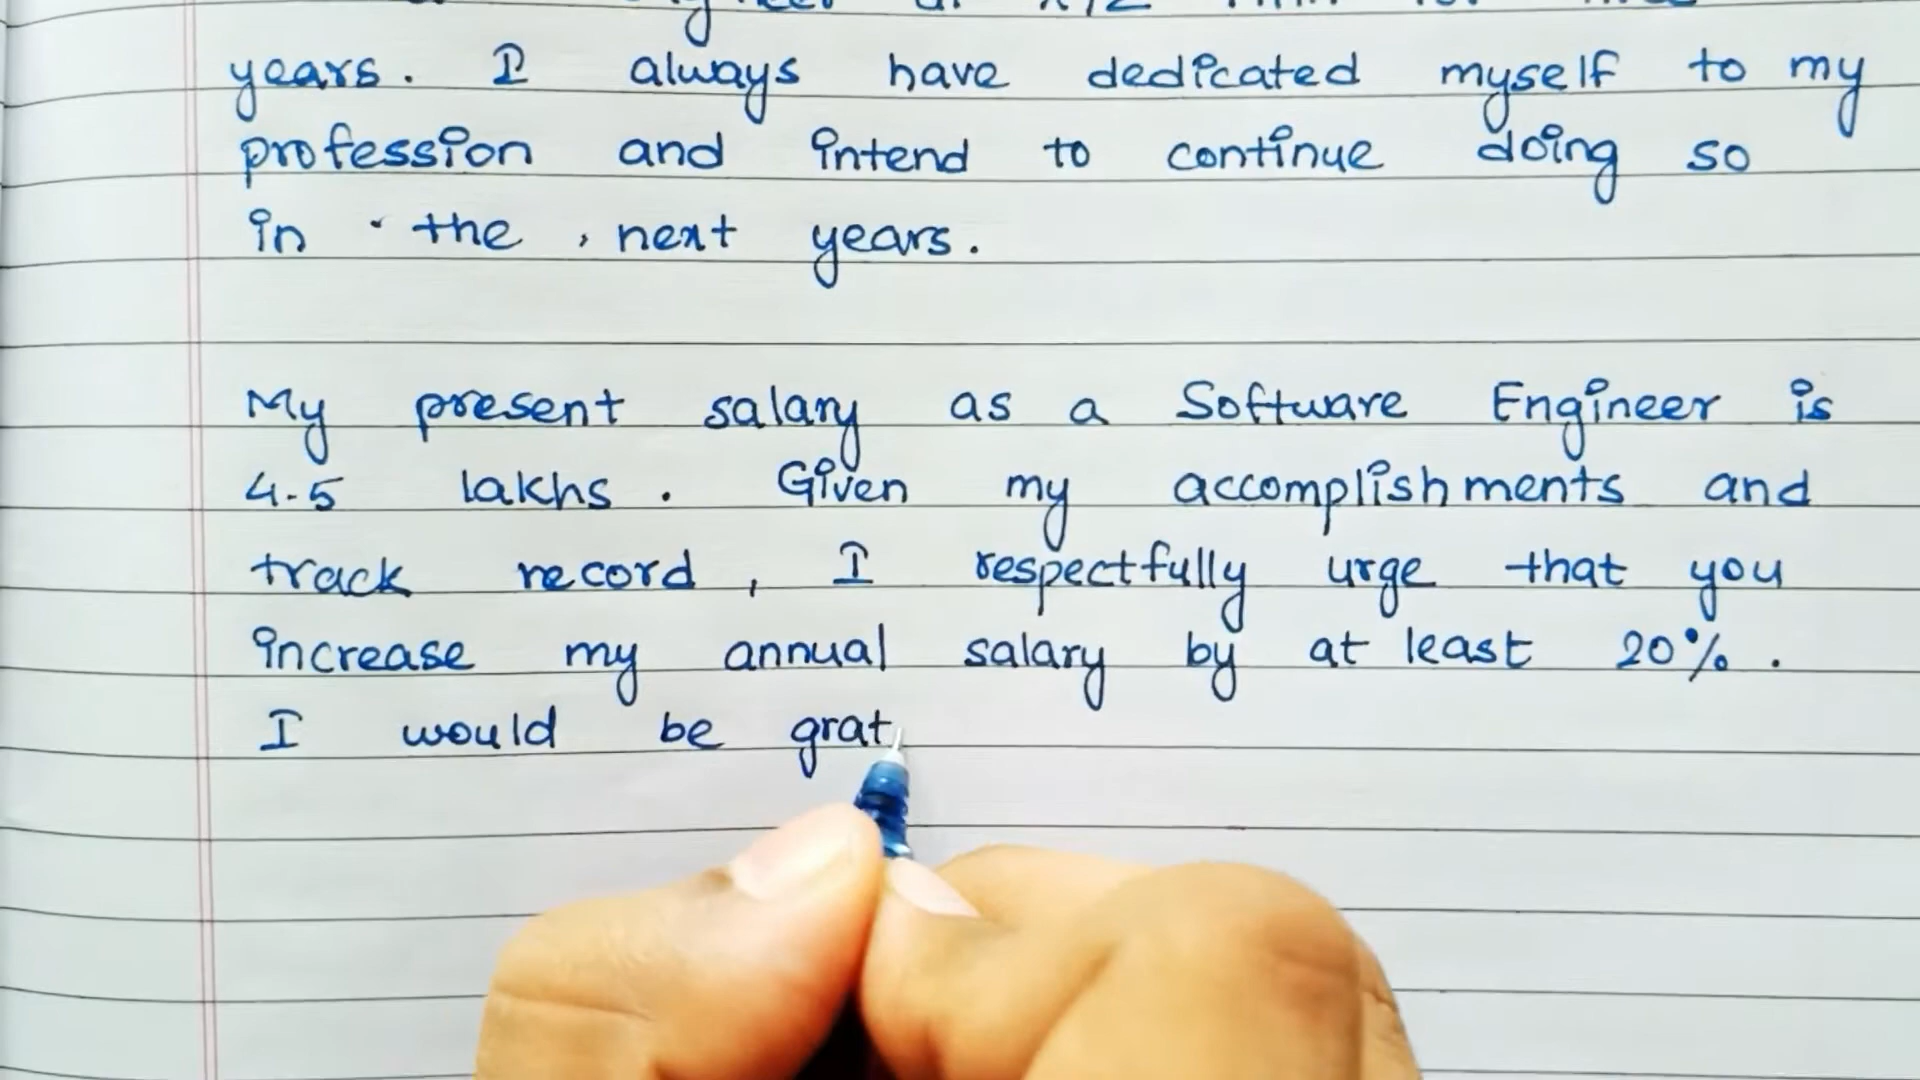 years. I always have dedicated myself to my
profession and intend to continue doing so
in the, next years.
My present salary as a Software Engineer is
4.5 lakhs. Given my accomplishments and
track record, I respectfully urge that you
increase my annual salary by at least 20%.
I would be grat